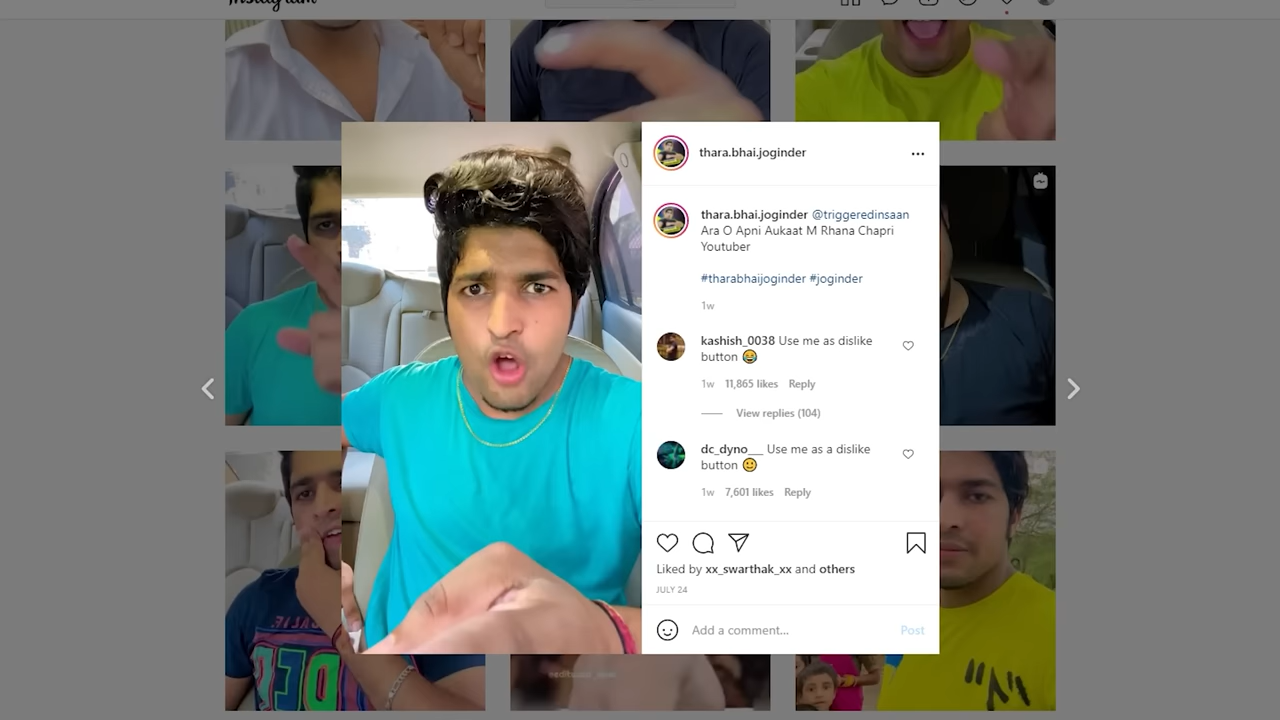 Instagram
thara.bhai.joginder
thara.bhai.joginder @triggeredinsaan
Ara O Apni Aukaat M Rhana Chapri
Youtuber
#tharabhaijoginder #joginder
1w
kashish_0038 Use me as dislike
button 😂
1w 11,865 likes Reply
View replies (104)
dc_dyno___ Use me as a dislike
button 🙂
1w 7,601 likes Reply
Liked by xx_swarthak_xx and others
JULY 24
Add a comment... Post